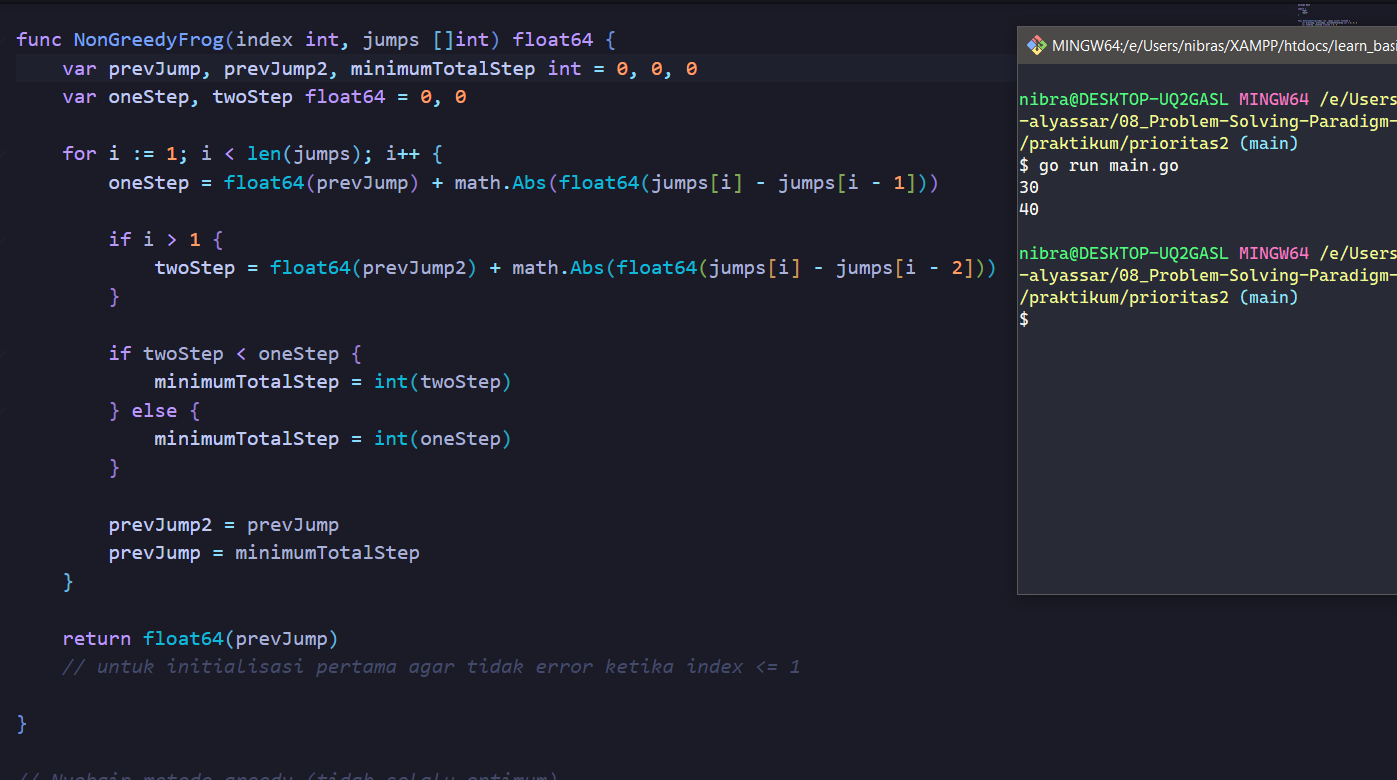 func NonGreedyFrog(index int, jumps []int) float64 {
var prevJump, prevJump2, minimumTotalStep int = 0, 0, 0
var oneStep, twoStep float64 = 0, 0
for i := 1; i < len(jumps); i++ {
oneStep = float64(prevJump) + math.Abs(float64(jumps[i] - jumps[i - 1]))
if i > 1 {
twoStep = float64(prevJump2) + math.Abs(float64(jumps[i] - jumps[i - 2]))
}
if twoStep < oneStep {
minimumTotalStep = int(twoStep)
} else {
minimumTotalStep = int(oneStep)
}
prevJump2 = prevJump
prevJump = minimumTotalStep
}
return float64(prevJump)
// untuk initialisasi pertama agar tidak error ketika index <= 1
}
MINGW64:/e/Users/nibras/XAMPP/htdocs/learn_basi
nibra@DESKTOP-UQ2GASL MINGW64 /e/Users
-alyassar/08_Problem-Solving-Paradigm-
/praktikum/prioritas2 (main)
$ go run main.go
30
40
nibra@DESKTOP-UQ2GASL MINGW64 /e/Users
-alyassar/08_Problem-Solving-Paradigm-
/praktikum/prioritas2 (main)
$